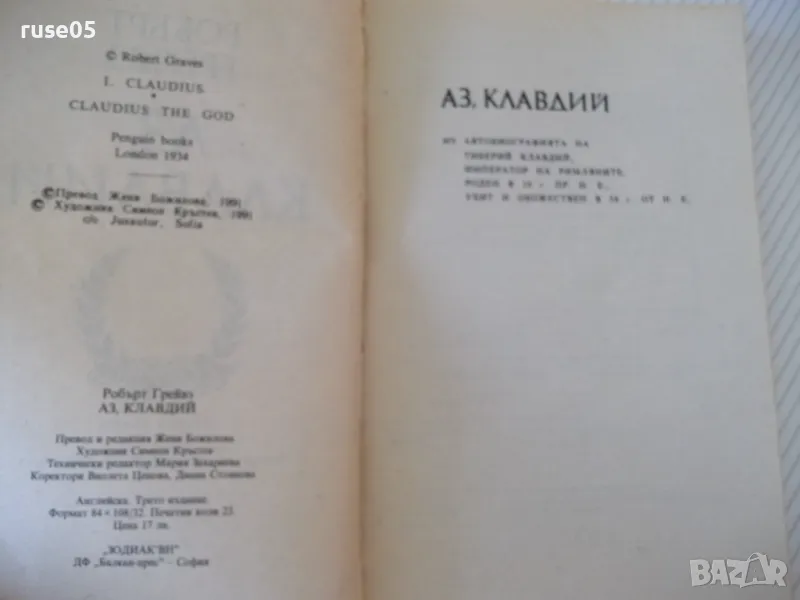 ruse05
© Robert Graves
I. CLAUDIUS
CLAUDIUS THE GOD
Penguin books
London 1934
© Превод Жени Божилова, 1991
© Художник Симеон Кръстев, 1991
c/o Jusautor, Sofia
Робърт Грейвз
АЗ, КЛАВДИЙ
Превод и редакция Жени Божилова
Художник Симеон Кръстев
Технически редактор Мария Захариева
Коректори Виолета Цекова, Диана Стоянова
Английска. Трето издание.
Формат 84 × 108/32. Печатни коли 23.
Цена 17 лв.
„ЗОДИАК ВН"
ДФ „Балкан-прес" – София
АЗ, КЛАВДИЙ
ИЗ АВТОБИОГРАФИЯТА НА
ТИБЕРИЙ КЛАВДИЙ,
ИМПЕРАТОР НА РИМЛЯНИТЕ,
РОДЕН В 10 г. ПР. Н. Е.,
УБИТ И ОБОЖЕСТВЕН В 54 г. ОТ Н. Е.
BAZAR
bazar.bg